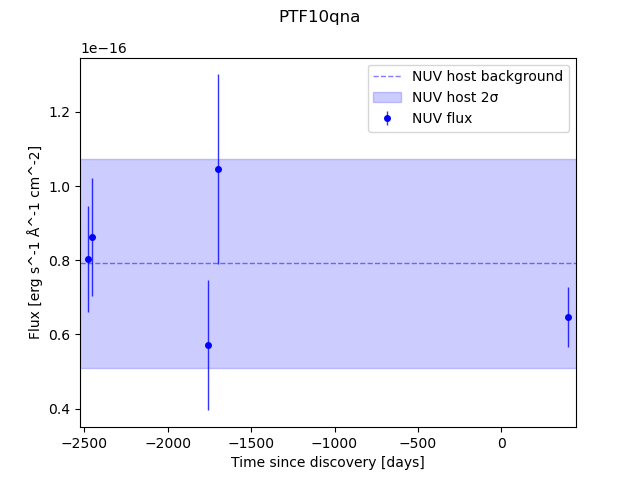 PTF10qna
1e−16
NUV host background
NUV host 2σ
NUV flux
1.2
1.0
0.8
0.6
0.4
Flux [erg s^-1 Å^-1 cm^-2]
−2500 −2000 −1500 −1000 −500 0
Time since discovery [days]